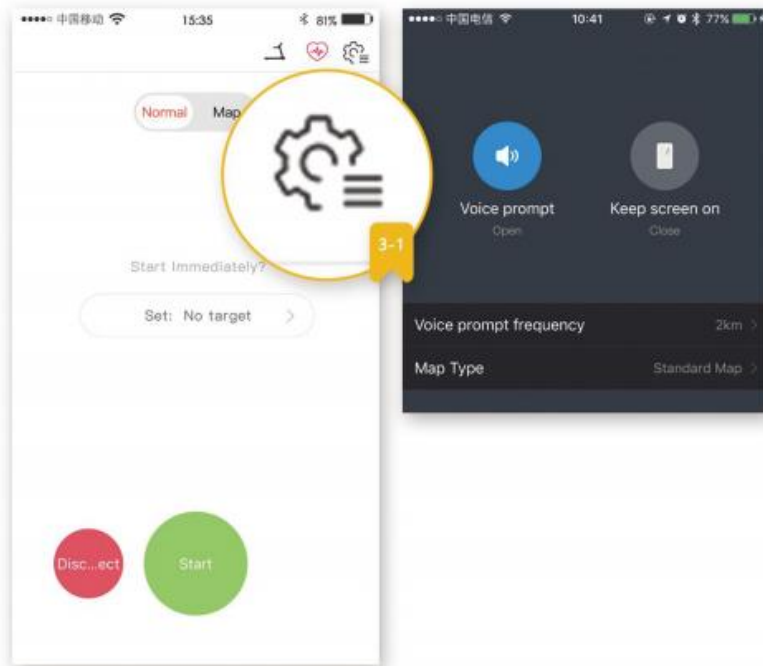 中国移动
15:35
81%
Normal Map
3-1
Start Immediately?
Set: No target
Disc...ect
Start
中国电信
10:41
77%
Voice prompt
Open
Keep screen on
Close
Voice prompt frequency 2km
Map Type Standard Map